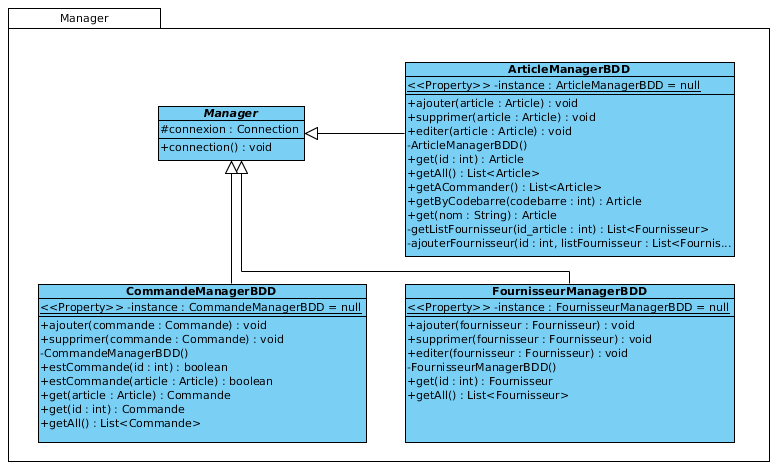 Manager
Manager
#connexion : Connection
+connection() : void
ArticleManagerBDD
<<Property>> -instance : ArticleManagerBDD = null
+ajouter(article : Article) : void
+supprimer(article : Article) : void
+editer(article : Article) : void
-ArticleManagerBDD()
+get(id : int) : Article
+getAll() : List<Article>
+getACommander() : List<Article>
+getByCodebarre(codebarre : int) : Article
+get(nom : String) : Article
-getListFournisseur(id_article : int) : List<Fournisseur>
-ajouterFournisseur(id : int, listFournisseur : List<Fournis...
CommandeManagerBDD
<<Property>> -instance : CommandeManagerBDD = null
+ajouter(commande : Commande) : void
+supprimer(commande : Commande) : void
-CommandeManagerBDD()
+estCommande(id : int) : boolean
+estCommande(article : Article) : boolean
+get(article : Article) : Commande
+get(id : int) : Commande
+getAll() : List<Commande>
FournisseurManagerBDD
<<Property>> -instance : FournisseurManagerBDD = null
+ajouter(fournisseur : Fournisseur) : void
+supprimer(fournisseur : Fournisseur) : void
+editer(fournisseur : Fournisseur) : void
-FournisseurManagerBDD()
+get(id : int) : Fournisseur
+getAll() : List<Fournisseur>